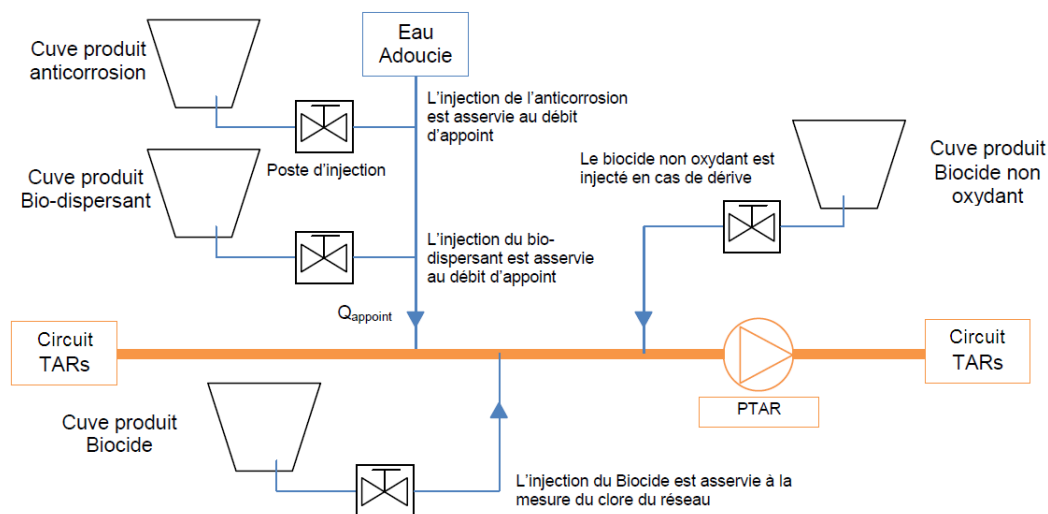 Cuve produit
anticorrosion
Eau
Adoucie
L'injection de l'anticorrosion
est asservie au débit
d'appoint
Poste d'injection
Cuve produit
Bio-dispersant
L'injection du bio-
dispersant est asservie
au débit d'appoint
Le biocide non oxydant est
injecté en cas de dérive
Cuve produit
Biocide non
oxydant
Qappoint
Circuit
TARs
Circuit
TARs
PTAR
Cuve produit
Biocide
L'injection du Biocide est asservie à la
mesure du clore du réseau